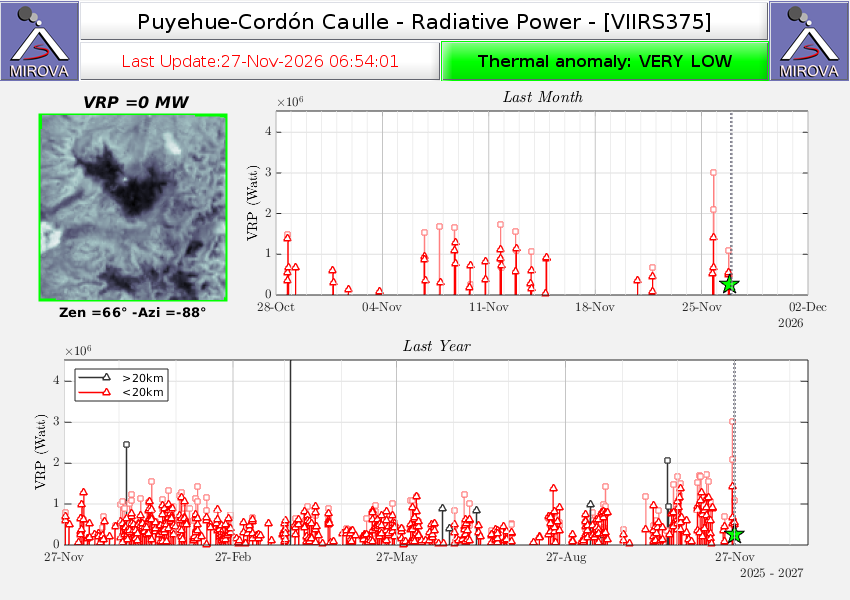 MIROVA
Puyehue-Cordón Caulle - Radiative Power - [VIIRS375]
MIROVA
Last Update:27-Nov-2026 06:54:01
Thermal anomaly: VERY LOW
VRP =0 MW
Zen =66° -Azi =-88°
Last Month
×10⁶
VRP (Watt)
4
3
2
1
0
28-Oct 04-Nov 11-Nov 18-Nov 25-Nov 02-Dec
2026
Last Year
×10⁶
VRP (Watt)
4
3
2
1
0
>20km
<20km
27-Nov 27-Feb 27-May 27-Aug 27-Nov
2025 - 2027